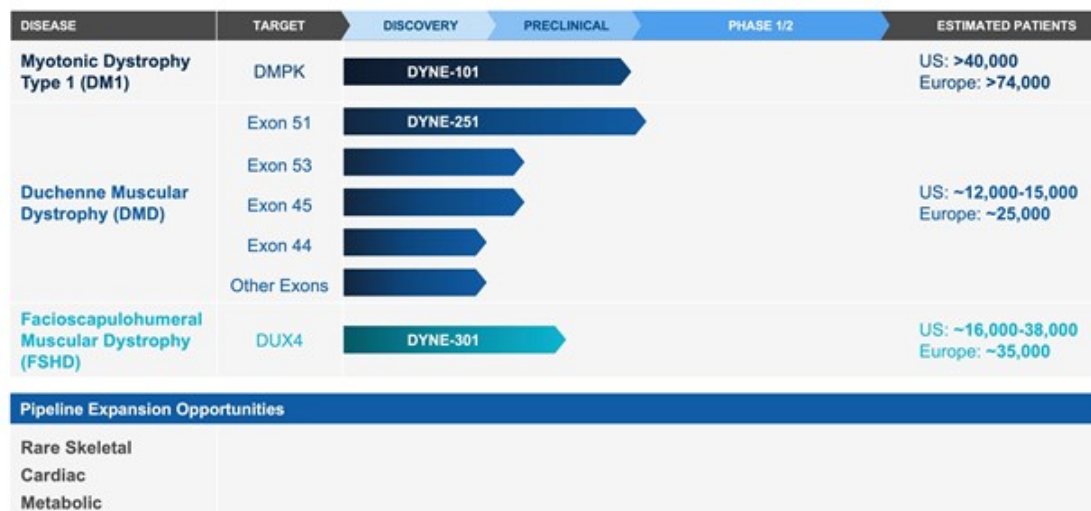 DISEASE TARGET DISCOVERY PRECLINICAL PHASE 1/2 ESTIMATED PATIENTS
Myotonic Dystrophy
Type 1 (DM1)
DMPK
DYNE-101
US: >40,000
Europe: >74,000
Duchenne Muscular
Dystrophy (DMD)
Exon 51
DYNE-251
Exon 53
Exon 45
Exon 44
Other Exons
US: ~12,000-15,000
Europe: ~25,000
Facioscapulohumeral
Muscular Dystrophy
(FSHD)
DUX4
DYNE-301
US: ~16,000-38,000
Europe: ~35,000
Pipeline Expansion Opportunities
Rare Skeletal
Cardiac
Metabolic